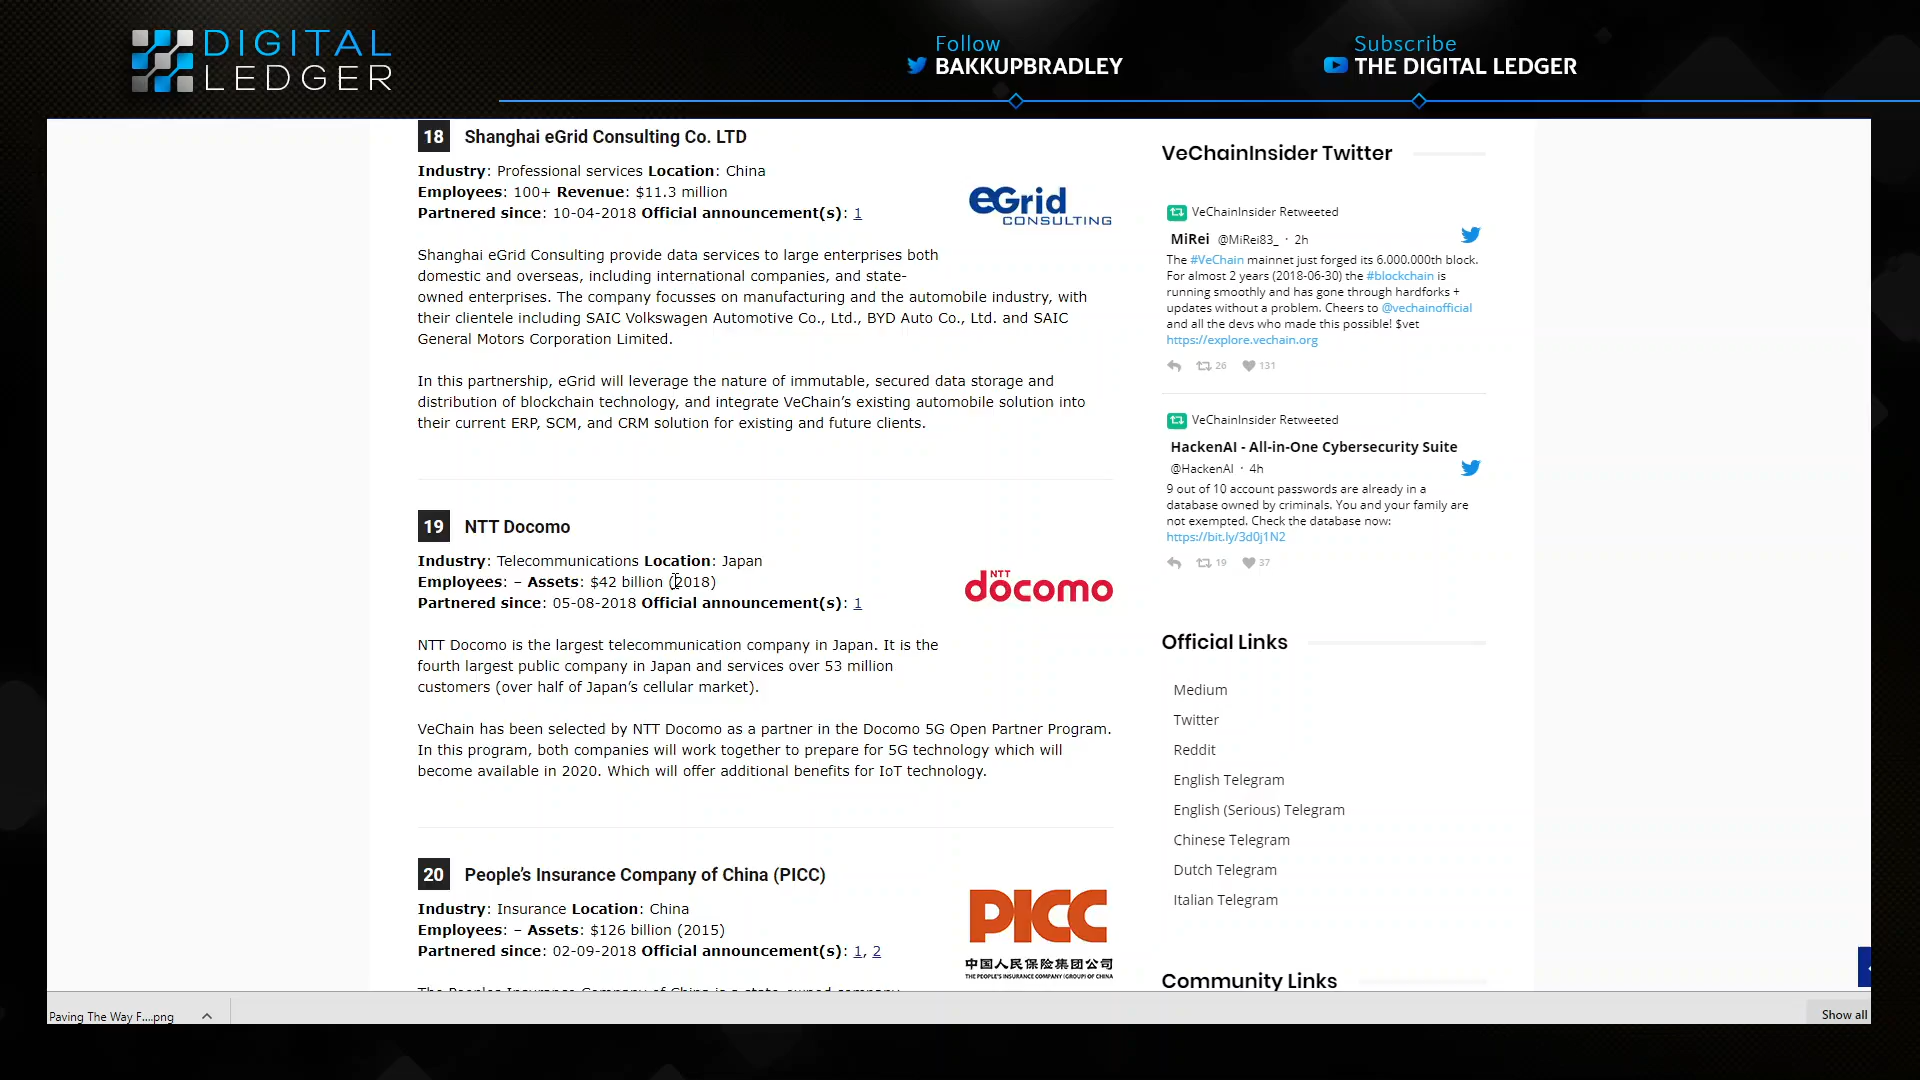 DIGITAL
LEDGER
Follow
BAKKUPBRADLEY
Subscribe
THE DIGITAL LEDGER
18 Shanghai eGrid Consulting Co. LTD
Industry: Professional services Location: China
Employees: 100+ Revenue: $11.3 million
Partnered since: 10-04-2018 Official announcement(s): 1
eGrid
CONSULTING
Shanghai eGrid Consulting provide data services to large enterprises both
domestic and overseas, including international companies, and state-
owned enterprises. The company focusses on manufacturing and the automobile industry, with
their clientele including SAIC Volkswagen Automotive Co., Ltd., BYD Auto Co., Ltd. and SAIC
General Motors Corporation Limited.
In this partnership, eGrid will leverage the nature of immutable, secured data storage and
distribution of blockchain technology, and integrate VeChain’s existing automobile solution into
their current ERP, SCM, and CRM solution for existing and future clients.
19 NTT Docomo
Industry: Telecommunications Location: Japan
Employees: – Assets: $42 billion (2018)
Partnered since: 05-08-2018 Official announcement(s): 1
NTT
docomo
NTT Docomo is the largest telecommunication company in Japan. It is the
fourth largest public company in Japan and services over 53 million
customers (over half of Japan’s cellular market).
VeChain has been selected by NTT Docomo as a partner in the Docomo 5G Open Partner Program.
In this program, both companies will work together to prepare for 5G technology which will
become available in 2020. Which will offer additional benefits for IoT technology.
20 People’s Insurance Company of China (PICC)
Industry: Insurance Location: China
Employees: – Assets: $126 billion (2015)
Partnered since: 02-09-2018 Official announcement(s): 1, 2
PICC
中国人民保险集团公司
THE PEOPLE'S INSURANCE COMPANY (GROUP) OF CHINA
The Peoples Insurance Company of China is a state-owned company
VeChainInsider Twitter
VeChainInsider Retweeted
MiRei @MiRei83_ · 2h
The #VeChain mainnet just forged its 6.000.000th block.
For almost 2 years (2018-06-30) the #blockchain is
running smoothly and has gone through hardforks +
updates without a problem. Cheers to @vechainofficial
and all the devs who made this possible! $vet
https://explore.vechain.org
26 131
VeChainInsider Retweeted
HackenAI - All-in-One Cybersecurity Suite
@HackenAI · 4h
9 out of 10 account passwords are already in a
database owned by criminals. You and your family are
not exempted. Check the database now:
https://bit.ly/3d0j1N2
19 37
Official Links
Medium
Twitter
Reddit
English Telegram
English (Serious) Telegram
Chinese Telegram
Dutch Telegram
Italian Telegram
Community Links
Paving The Way F....png
Show all